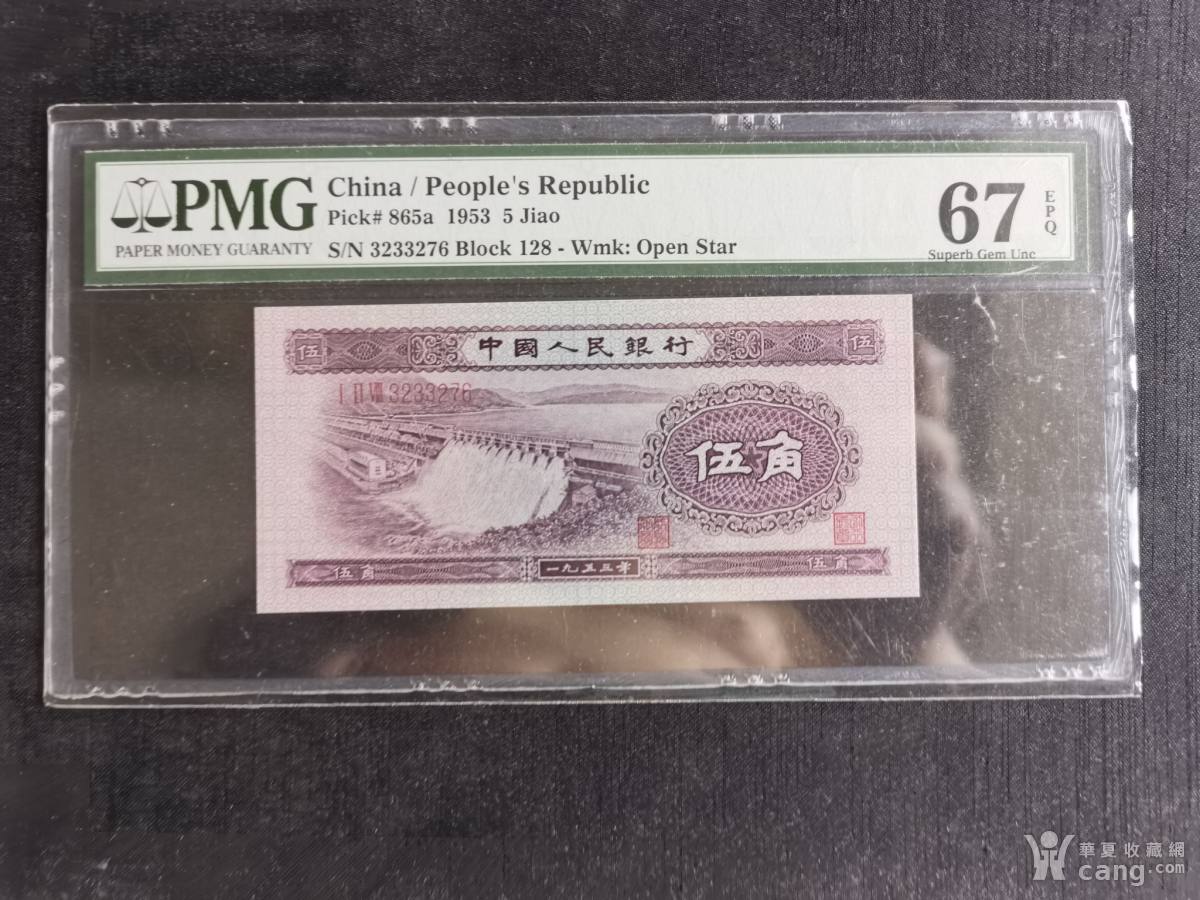 PMG
PAPER MONEY GUARANTY
China / People's Republic
Pick# 865a 1953 5 Jiao
S/N 3233276 Block 128 - Wmk: Open Star
67
EPQ
Superb Gem Unc
伍 中國人民銀行 伍
I II VIII 3233276
伍角
伍角 一九五三年 伍角
華夏收藏網
cang.com